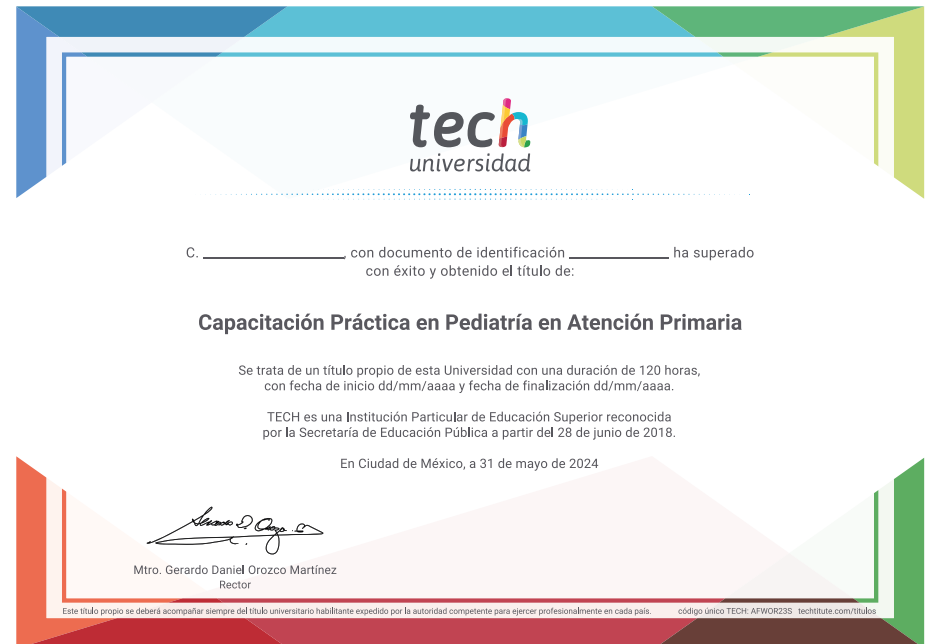 tech
universidad
C. ____________________, con documento de identificación ______________ ha superado
con éxito y obtenido el título de:
Capacitación Práctica en Pediatría en Atención Primaria
Se trata de un título propio de esta Universidad con una duración de 120 horas,
con fecha de inicio dd/mm/aaaa y fecha de finalización dd/mm/aaaa.
TECH es una Institución Particular de Educación Superior reconocida
por la Secretaría de Educación Pública a partir del 28 de junio de 2018.
En Ciudad de México, a 31 de mayo de 2024
Mtro. Gerardo Daniel Orozco Martínez
Rector
Este título propio se deberá acompañar siempre del título universitario habilitante expedido por la autoridad competente para ejercer profesionalmente en cada país. código único TECH: AFWOR23S techtitute.com/titulos